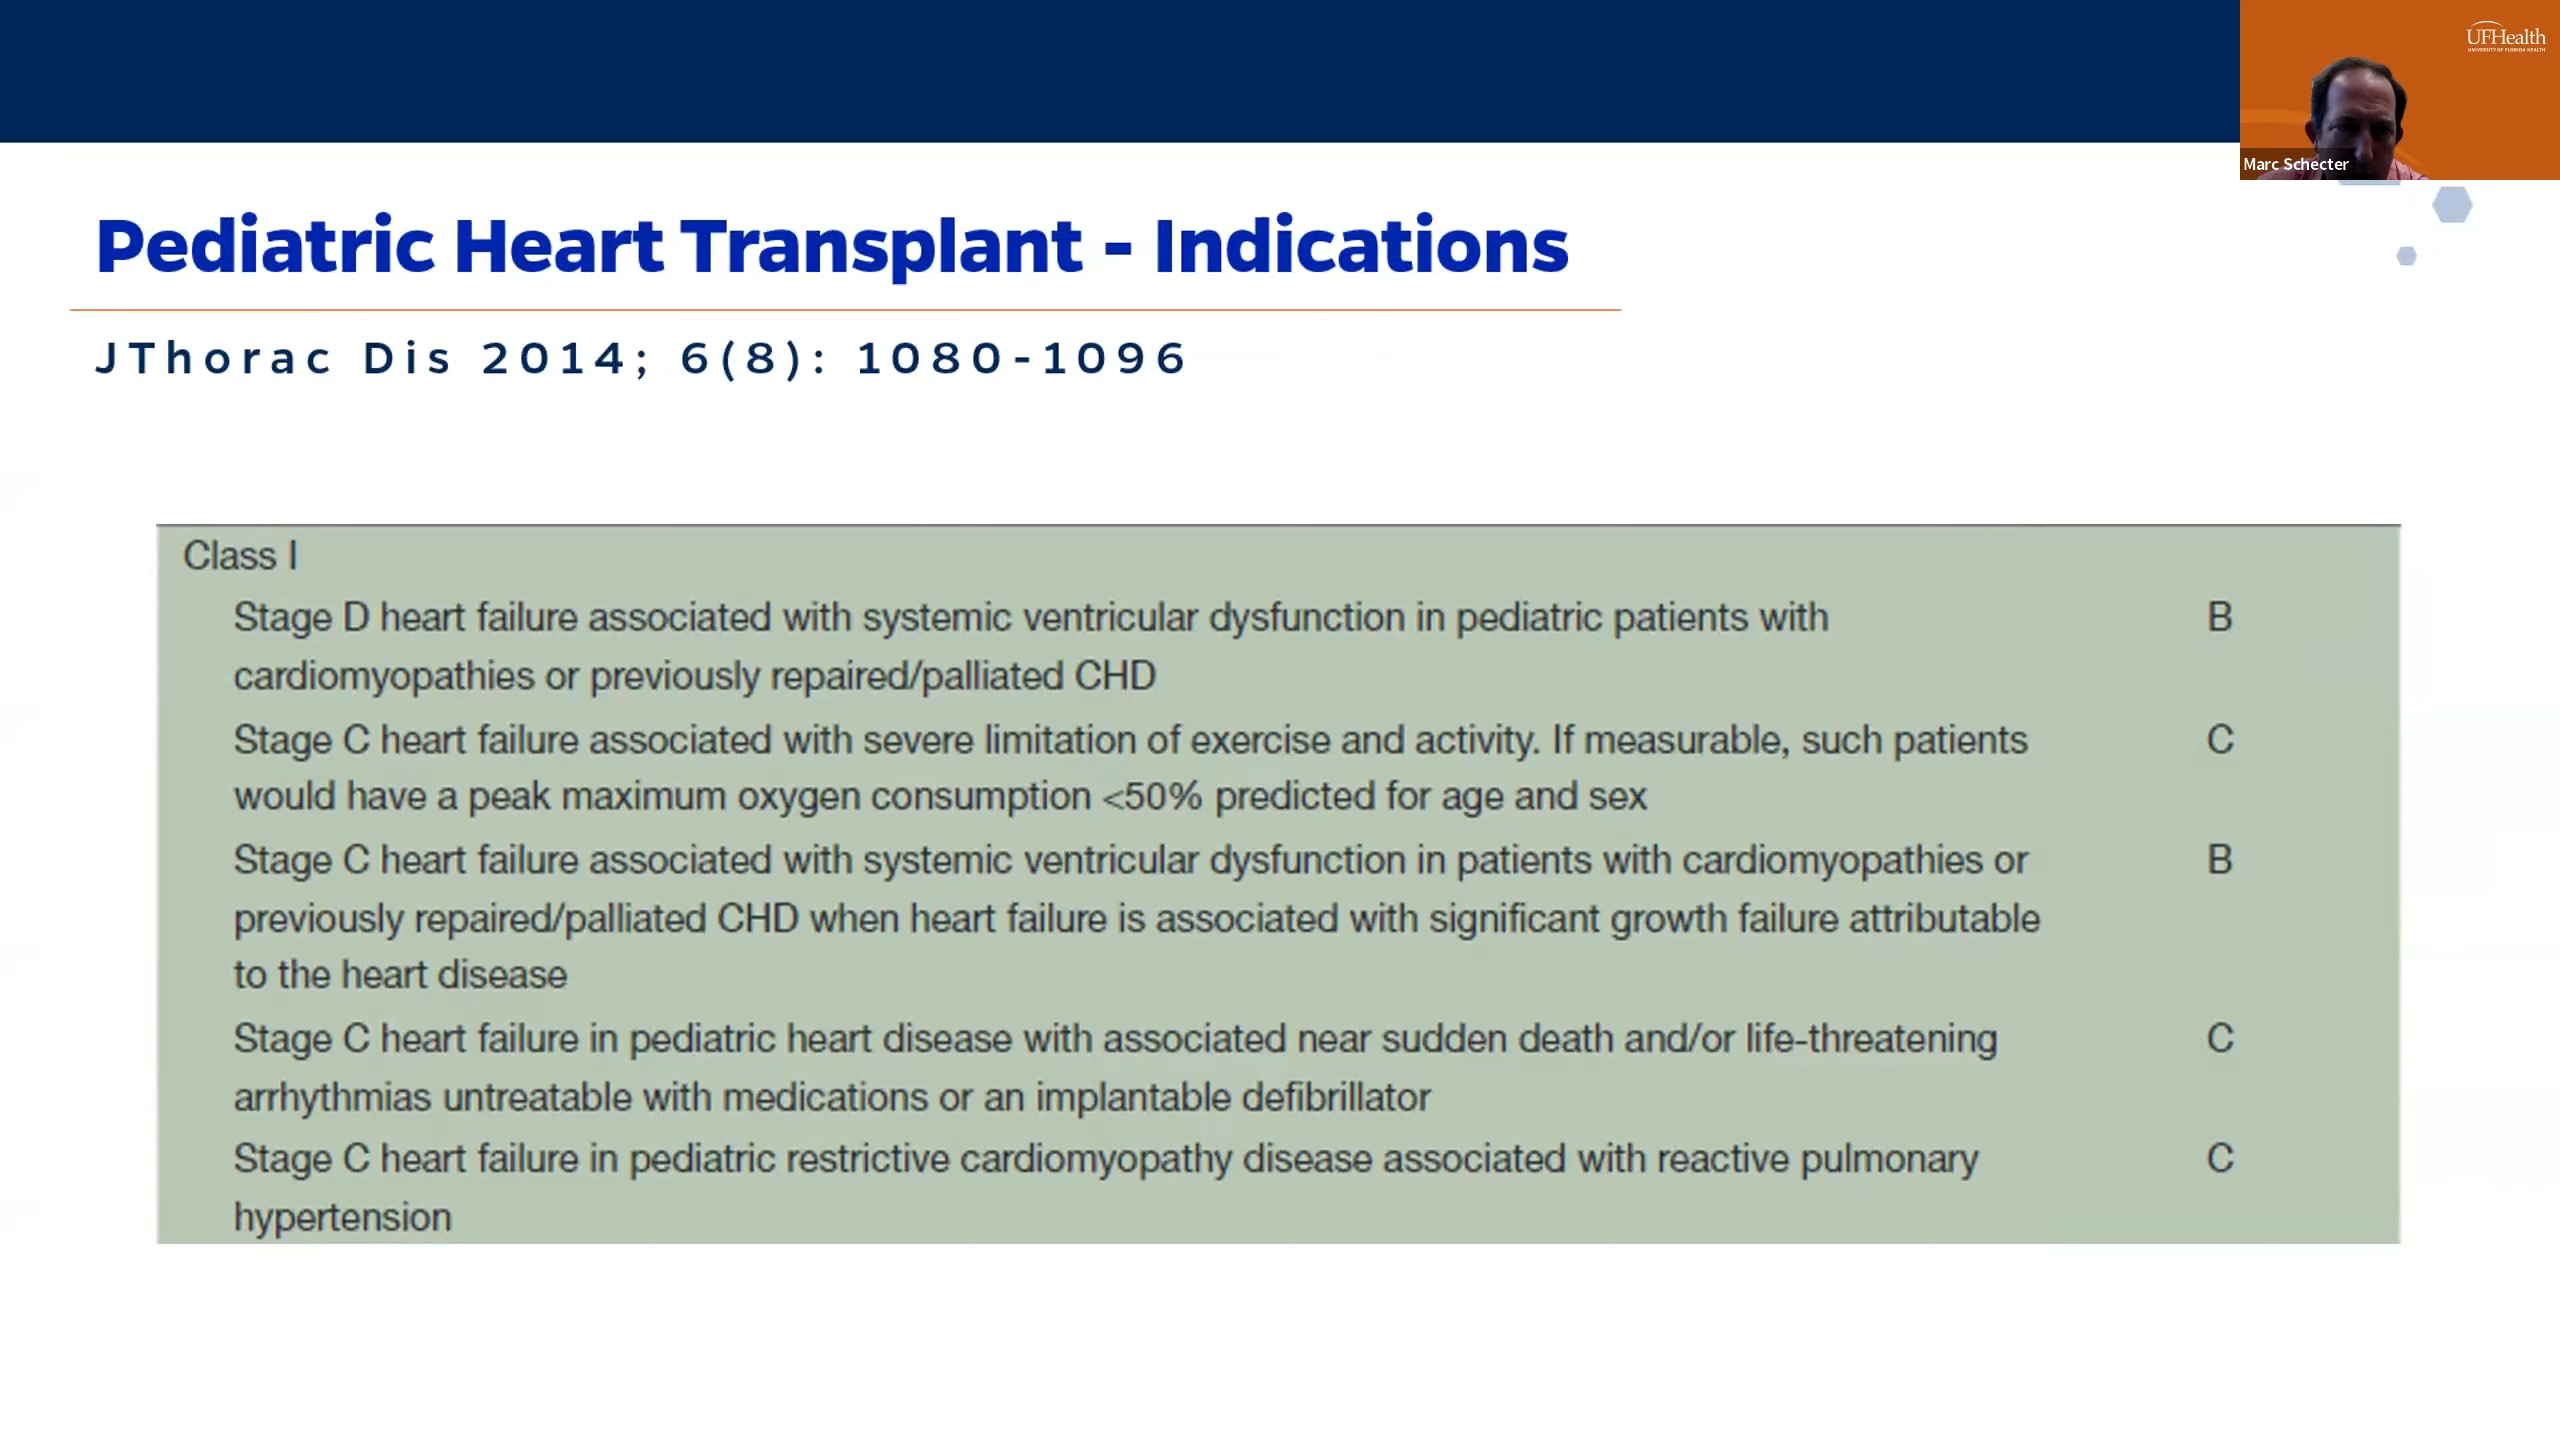 UFHealth
UNIVERSITY OF FLORIDA HEALTH
Marc Schecter
Pediatric Heart Transplant - Indications
JThorac Dis 2014; 6(8): 1080-1096
Class I
Stage D heart failure associated with systemic ventricular dysfunction in pediatric patients with B
cardiomyopathies or previously repaired/palliated CHD
Stage C heart failure associated with severe limitation of exercise and activity. If measurable, such patients C
would have a peak maximum oxygen consumption <50% predicted for age and sex
Stage C heart failure associated with systemic ventricular dysfunction in patients with cardiomyopathies or B
previously repaired/palliated CHD when heart failure is associated with significant growth failure attributable
to the heart disease
Stage C heart failure in pediatric heart disease with associated near sudden death and/or life-threatening C
arrhythmias untreatable with medications or an implantable defibrillator
Stage C heart failure in pediatric restrictive cardiomyopathy disease associated with reactive pulmonary C
hypertension